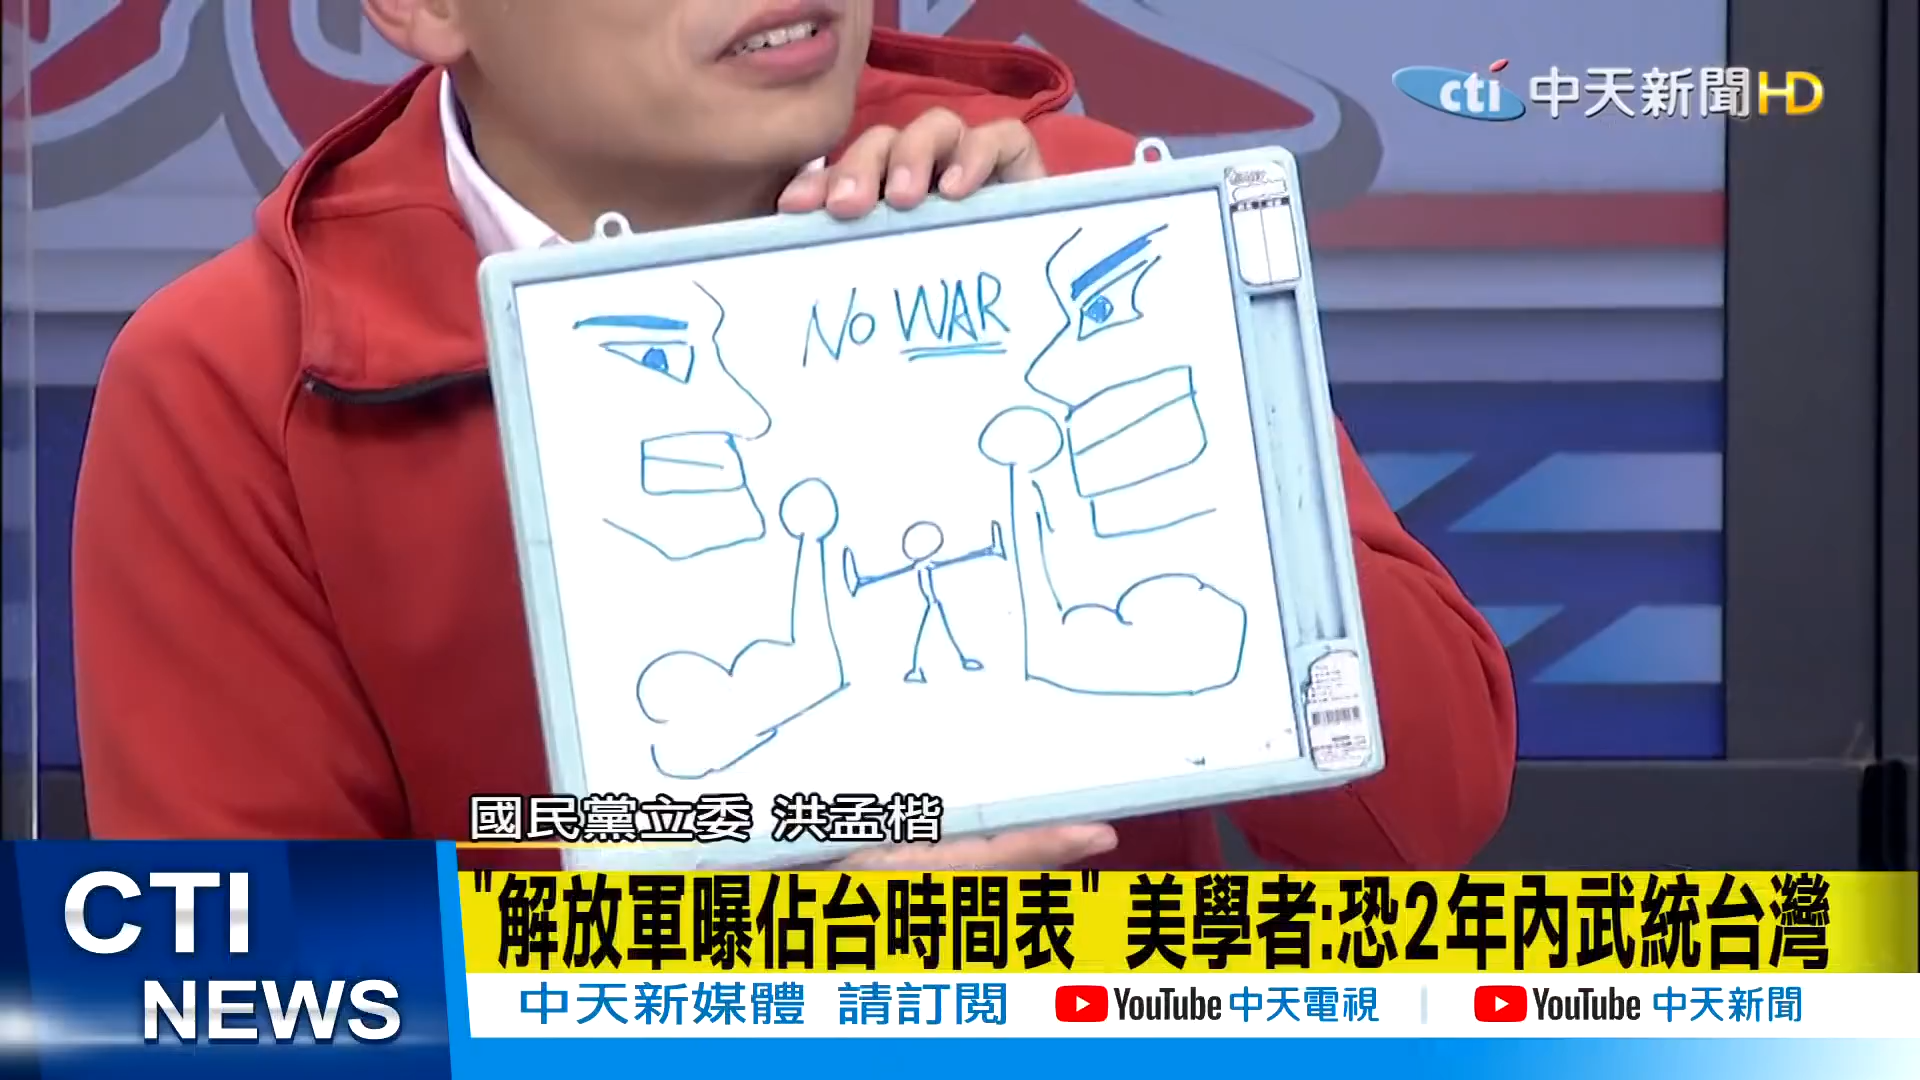 cti 中天新聞HD
NO WAR
國民黨立委 洪孟楷
CTI
NEWS
"解放軍曝佔台時間表" 美學者:恐2年內武統台灣
中天新媒體 請訂閱 YouTube 中天電視 | YouTube 中天新聞